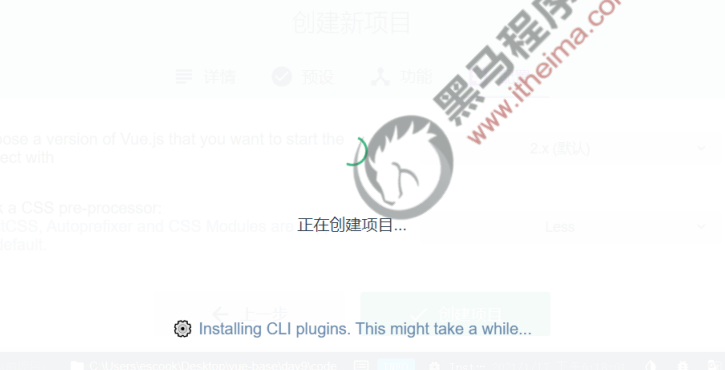 创建新项目
详情
预设
功能
黑马程序
www.itheima.com
oose a version of Vue.js that you want to start the
ect with
2.x (默认)
a CSS pre-processor:
tCSS, Autoprefixer and CSS Modules are
default.
Less
正在创建项目...
上一步
创建项目
Installing CLI plugins. This might take a while...